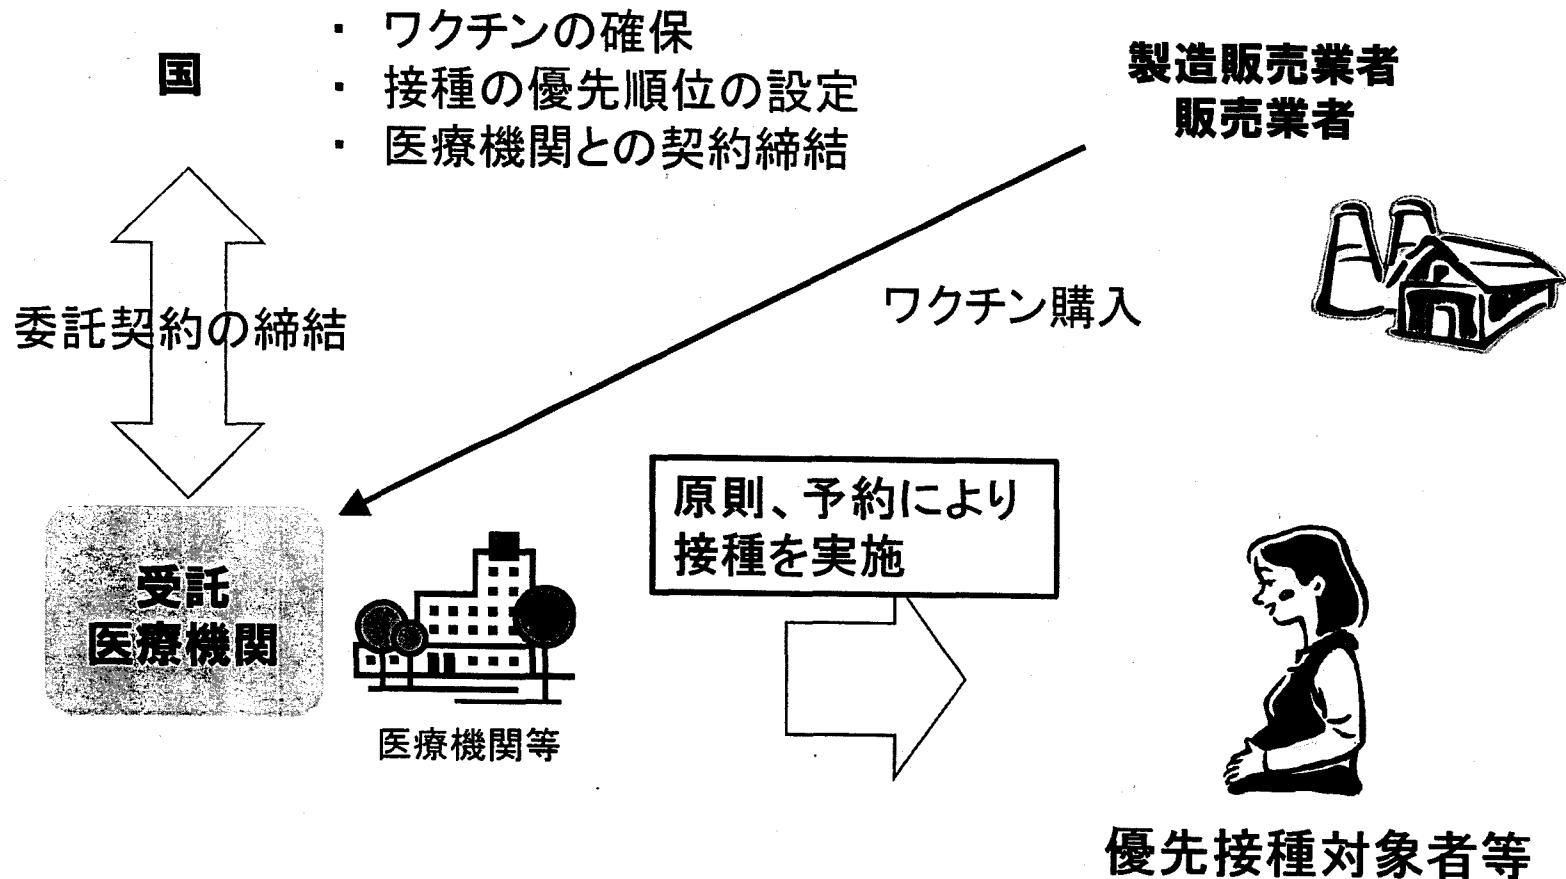 国
・ ワクチンの確保
・ 接種の優先順位の設定
・ 医療機関との契約締結
製造販売業者
販売業者
委託契約の締結
ワクチン購入
原則、予約により
接種を実施
受託
医療機関
医療機関等
優先接種対象者等